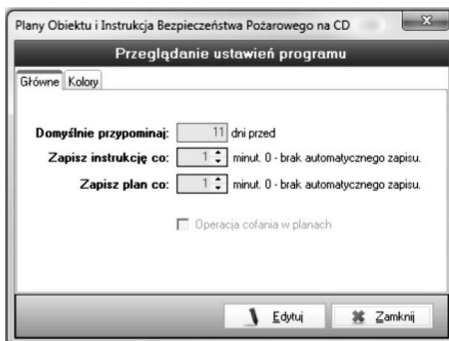 Plany Obiektu i Instrukcja Bezpieczeństwa Pożarowego na CD
Przeglądanie ustawień programu
Główne Kolory
Domyślnie przypominaj: 11 dni przed
Zapisz instrukcję co: 1 minut. 0 - brak automatycznego zapisu.
Zapisz plan co: 1 minut. 0 - brak automatycznego zapisu.
Operacja cofania w planach
Edytuj Zamknij